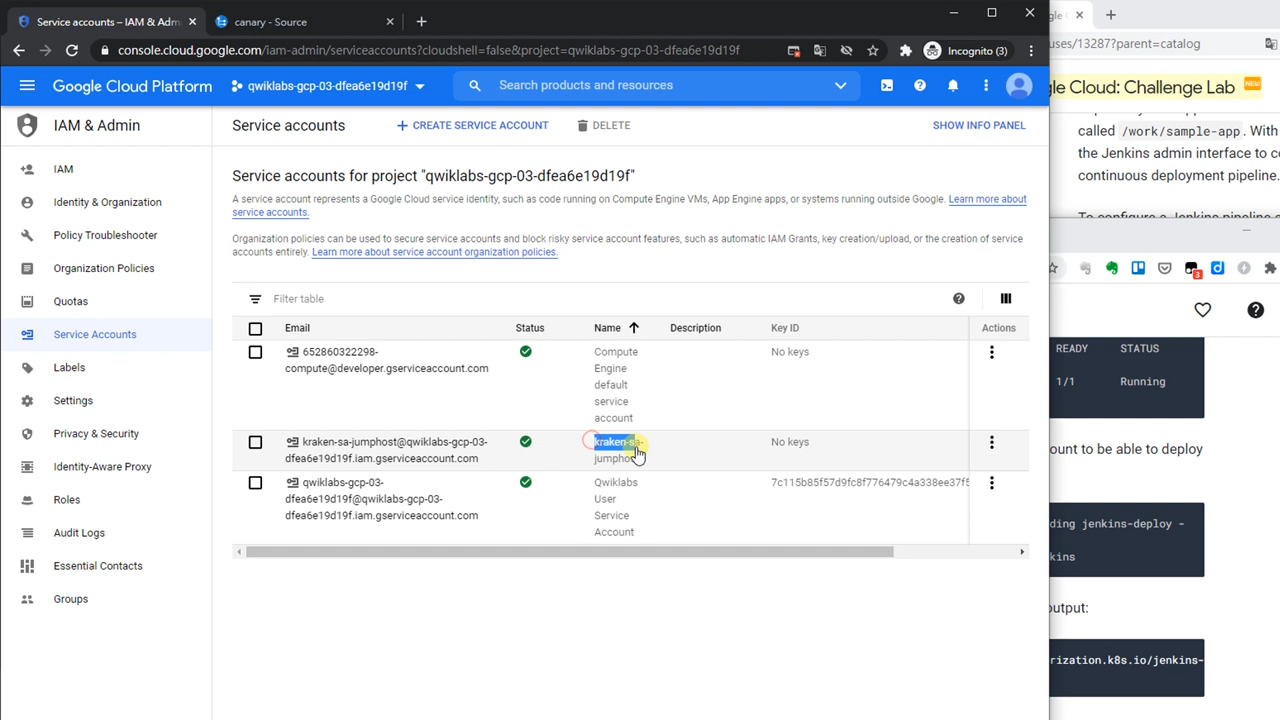 Service accounts – IAM & Admi
canary - Source
gle
console.cloud.google.com/iam-admin/serviceaccounts?cloudshell=false&project=qwiklabs-gcp-03-dfea6e19d19f
Incognito (3)
uses/13287?parent=catalog
Google Cloud Platform
qwiklabs-gcp-03-dfea6e19d19f
Search products and resources
gle Cloud: Challenge Lab
NEW
IAM & Admin
Service accounts
CREATE SERVICE ACCOUNT
DELETE
SHOW INFO PANEL
called /work/sample-app. With
the Jenkins admin interface to co
continuous deployment pipeline.
To configure a Jenkins pipeline
IAM
Identity & Organization
Policy Troubleshooter
Organization Policies
Quotas
Service Accounts
Labels
Settings
Privacy & Security
Identity-Aware Proxy
Roles
Audit Logs
Essential Contacts
Groups
Service accounts for project "qwiklabs-gcp-03-dfea6e19d19f"
A service account represents a Google Cloud service identity, such as code running on Compute Engine VMs, App Engine apps, or systems running outside Google. Learn more about
service accounts.
Organization policies can be used to secure service accounts and block risky service account features, such as automatic IAM Grants, key creation/upload, or the creation of service
accounts entirely. Learn more about service account organization policies.
Filter table
Email
Status
Name
Description
Key ID
Actions
652860322298-
compute@developer.gserviceaccount.com
Compute
Engine
default
service
account
No keys
kraken-sa-jumphost@qwiklabs-gcp-03-
dfea6e19d19f.iam.gserviceaccount.com
kraken-sa-
jumphost
No keys
qwiklabs-gcp-03-
dfea6e19d19f@qwiklabs-gcp-03-
dfea6e19d19f.iam.gserviceaccount.com
Qwiklabs
User
Service
Account
7c115b85f57d9fc8f776479c4a338ee37f5
3
READY STATUS
1/1 Running
ount to be able to deploy
ding jenkins-deploy -
kins
output:
rization.k8s.io/jenkins-